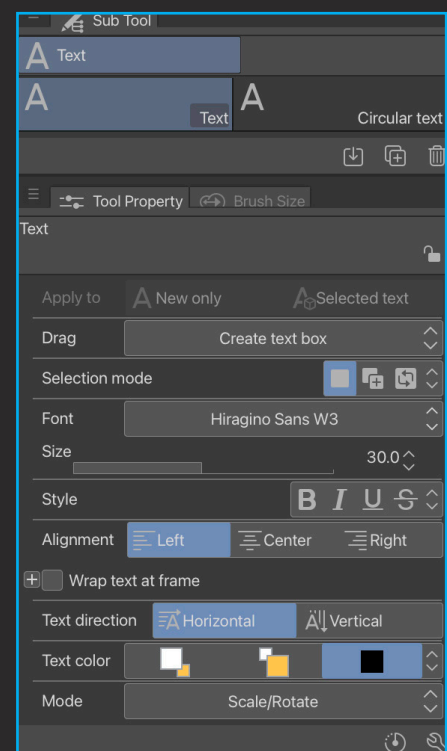 Sub Tool
Text
Text
Circular text
Tool Property Brush Size
Text
Apply to New only Selected text
Drag Create text box
Selection mode
Font Hiragino Sans W3
Size 30.0
Style B I U S
Alignment Left Center Right
Wrap text at frame
Text direction Horizontal Vertical
Text color
Mode Scale/Rotate